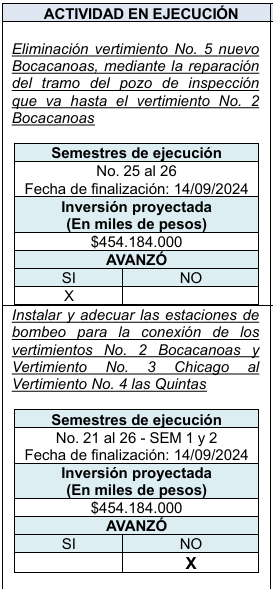 ACTIVIDAD EN EJECUCIÓN
Eliminación vertimiento No. 5 nuevo
Bocacanoas, mediante la reparación
del tramo del pozo de inspección
que va hasta el vertimiento No. 2
Bocacanoas
Semestres de ejecución
No. 25 al 26
Fecha de finalización: 14/09/2024
Inversión proyectada
(En miles de pesos)
$454.184.000
AVANZÓ
SI NO
X
Instalar y adecuar las estaciones de
bombeo para la conexión de los
vertimientos No. 2 Bocacanoas y
Vertimiento No. 3 Chicago al
Vertimiento No. 4 las Quintas
Semestres de ejecución
No. 21 al 26 - SEM 1 y 2
Fecha de finalización: 14/09/2024
Inversión proyectada
(En miles de pesos)
$454.184.000
AVANZÓ
SI NO
X